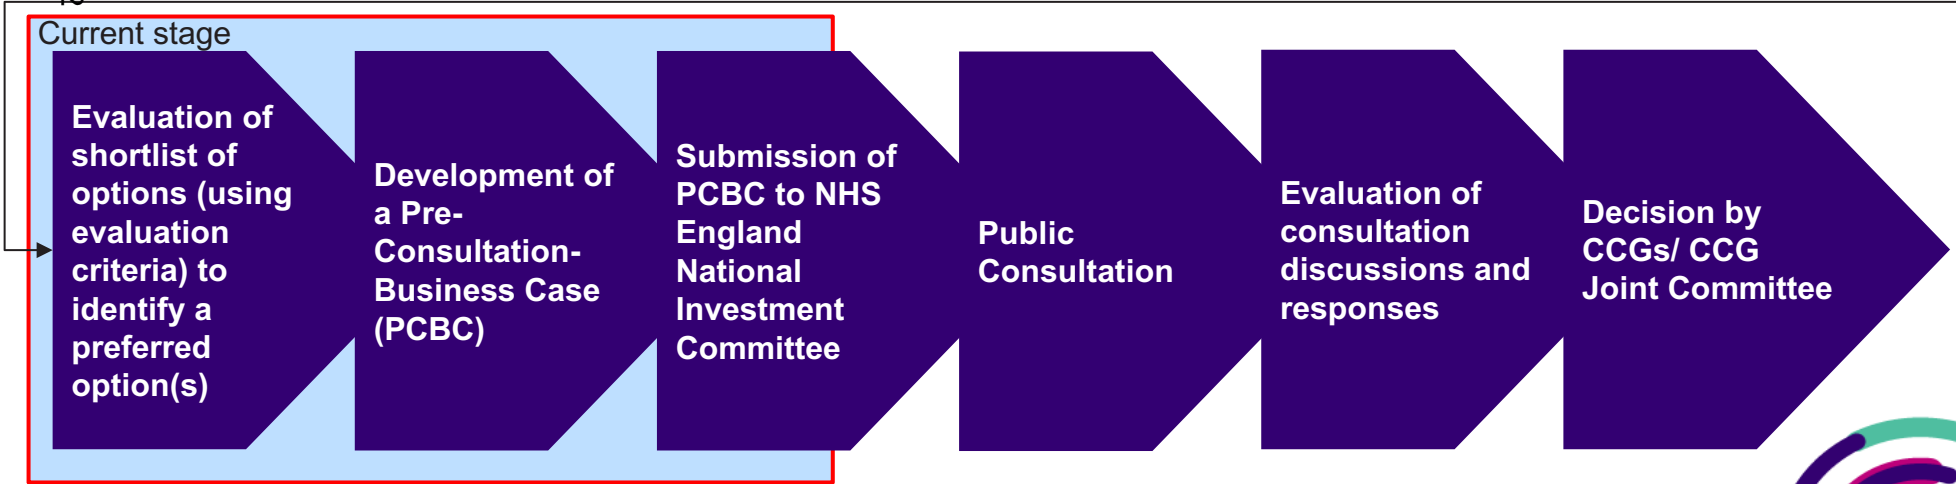 Current stage
Evaluation of
shortlist of
options (using
evaluation
criteria) to
identify a
preferred
option(s)
Development of
a Pre-
Consultation-
Business Case
(PCBC)
Submission of
PCBC to NHS
England
National
Investment
Committee
Public
Consultation
Evaluation of
consultation
discussions and
responses
Decision by
CCGs/ CCG
Joint Committee